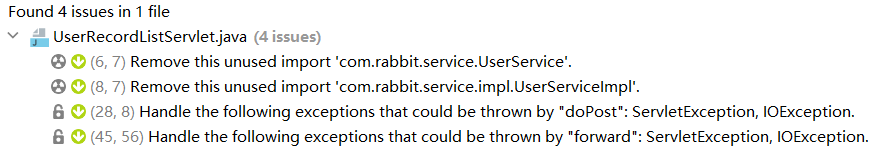 Found 4 issues in 1 file
UserRecordListServlet.java (4 issues)
(6, 7) Remove this unused import 'com.rabbit.service.UserService'.
(8, 7) Remove this unused import 'com.rabbit.service.impl.UserServiceImpl'.
(28, 8) Handle the following exceptions that could be thrown by "doPost": ServletException, IOException.
(45, 56) Handle the following exceptions that could be thrown by "forward": ServletException, IOException.